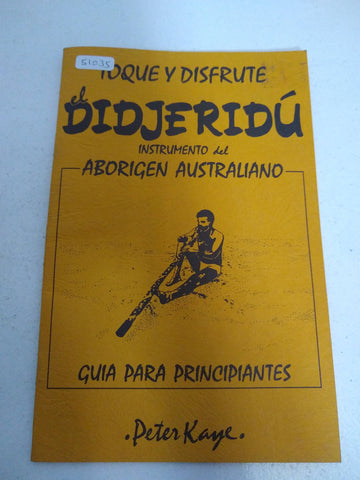 51035
TOQUE Y DISFRUTE
el
DIDJERIDÚ
INSTRUMENTO del
ABORIGEN AUSTRALIANO
GUIA PARA PRINCIPIANTES
.Peter Kaye.